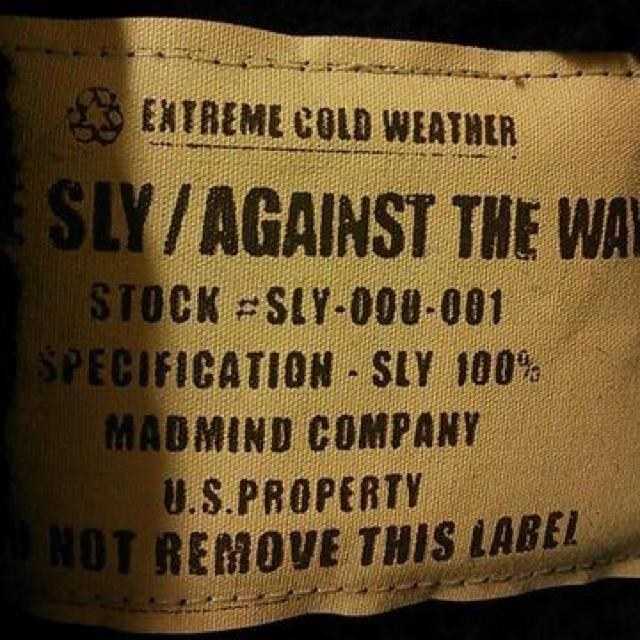 EXTREME COLD WEATHER
SLY/AGAINST THE
STOCK #SLY-000-001
SPECIFICATION - SLY 100%
MADMIND COMPANY
U.S.PROPERTY
NOT REMOVE THIS LABEL